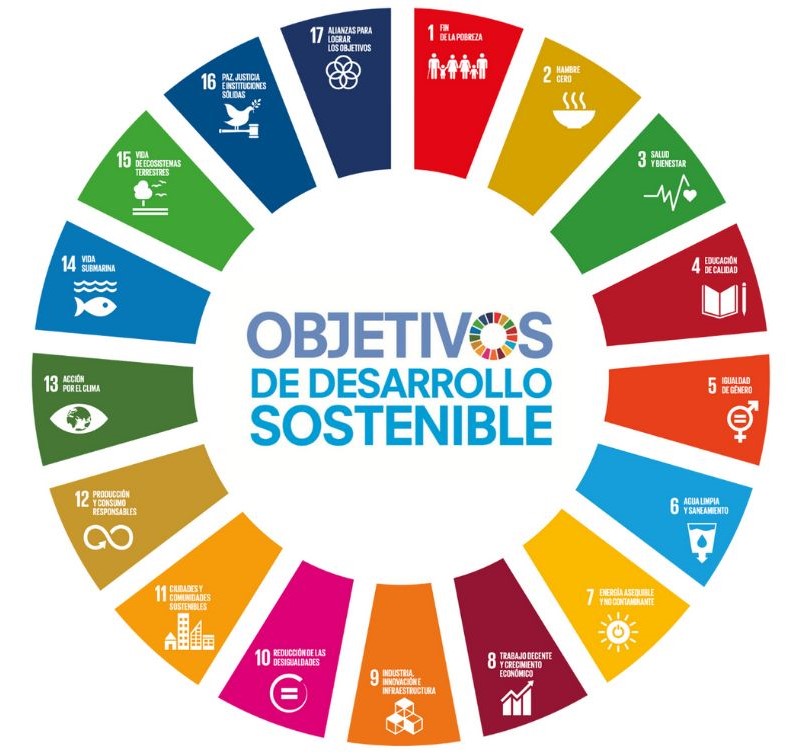 OBJETIVOS
DE DESARROLLO
SOSTENIBLE
1 FIN
DE LA POBREZA
2 HAMBRE
CERO
3 SALUD
Y BIENESTAR
4 EDUCACIÓN
DE CALIDAD
5 IGUALDAD
DE GÉNERO
6 AGUA LIMPIA
Y SANEAMIENTO
7 ENERGÍA ASEQUIBLE
Y NO CONTAMINANTE
8 TRABAJO DECENTE
Y CRECIMIENTO
ECONÓMICO
9 INDUSTRIA,
INNOVACIÓN E
INFRAESTRUCTURA
10 REDUCCIÓN DE LAS
DESIGUALDADES
11 CIUDADES Y
COMUNIDADES
SOSTENIBLES
12 PRODUCCIÓN
Y CONSUMO
RESPONSABLES
13 ACCIÓN
POR EL CLIMA
14 VIDA
SUBMARINA
15 VIDA
DE ECOSISTEMAS
TERRESTRES
16 PAZ, JUSTICIA
E INSTITUCIONES
SÓLIDAS
17 ALIANZAS PARA
LOGRAR
LOS OBJETIVOS